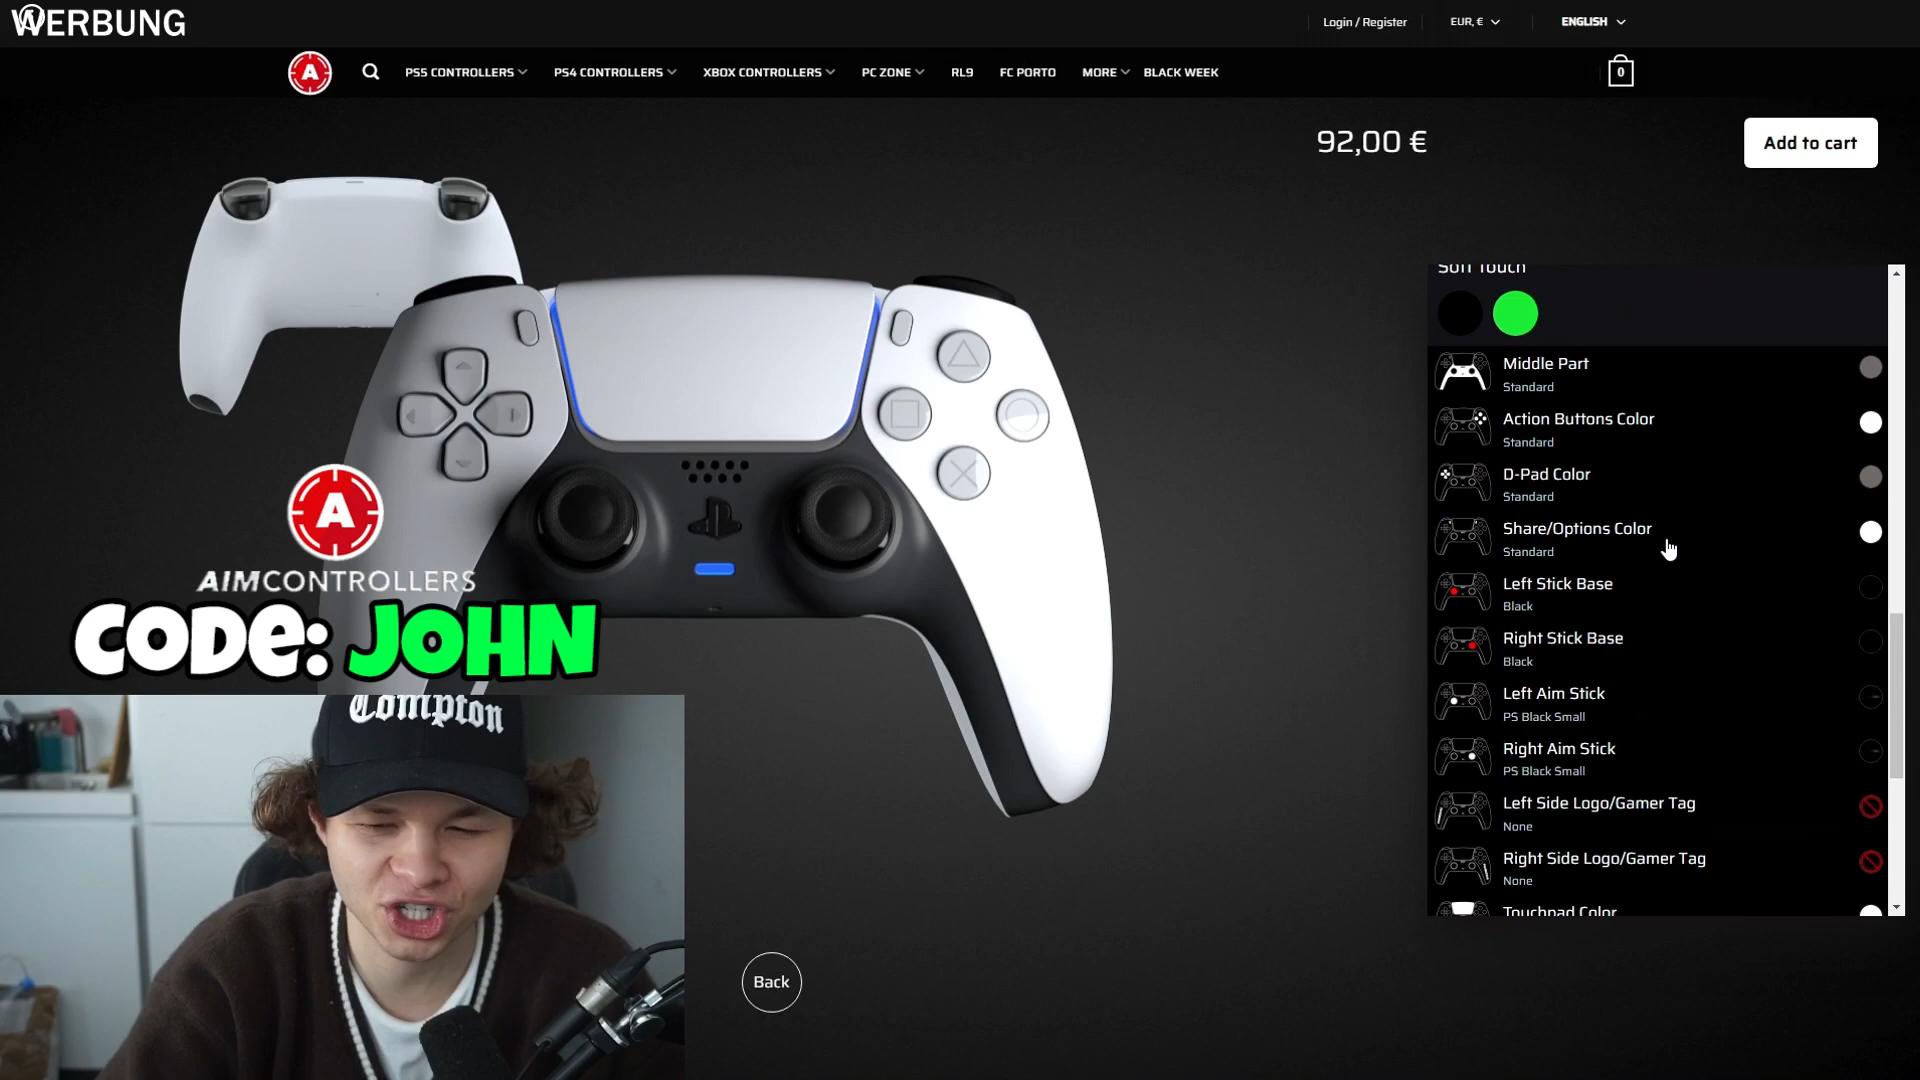 WERBUNG
Login / Register
EUR, €
ENGLISH
A
PS5 CONTROLLERS
PS4 CONTROLLERS
XBOX CONTROLLERS
PC ZONE
RL9
FC PORTO
MORE
BLACK WEEK
0
92,00 €
Add to cart
Soft Touch
Middle Part
Standard
Action Buttons Color
Standard
D-Pad Color
Standard
Share/Options Color
Standard
Left Stick Base
Black
Right Stick Base
Black
Left Aim Stick
PS Black Small
Right Aim Stick
PS Black Small
Left Side Logo/Gamer Tag
None
Right Side Logo/Gamer Tag
None
Touchpad Color
A
AIMCONTROLLERS
CODE: JOHN
Compton
Back